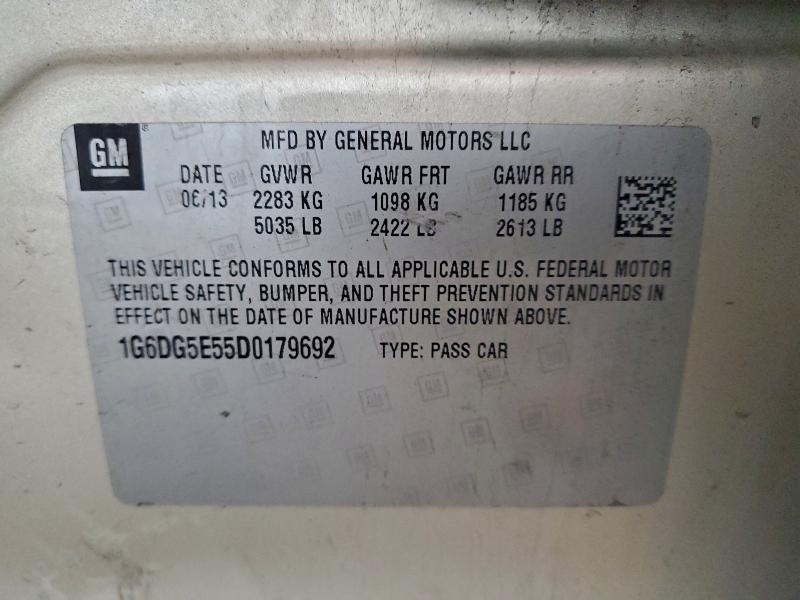 GM
MFD BY GENERAL MOTORS LLC
DATE GVWR GAWR FRT GAWR RR
06/13 2283 KG 1098 KG 1185 KG
5035 LB 2422 LB 2613 LB
THIS VEHICLE CONFORMS TO ALL APPLICABLE U.S. FEDERAL MOTOR
VEHICLE SAFETY, BUMPER, AND THEFT PREVENTION STANDARDS IN
EFFECT ON THE DATE OF MANUFACTURE SHOWN ABOVE.
1G6DG5E55D0179692 TYPE: PASS CAR